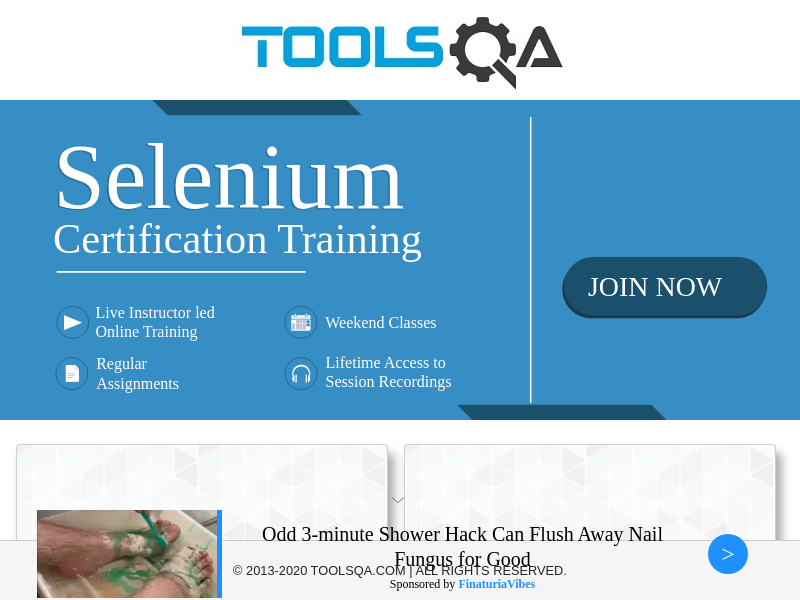 TOOLSQA
Selenium
Certification Training
Live Instructor led
Online Training
Weekend Classes
Regular
Assignments
Lifetime Access to
Session Recordings
JOIN NOW
Odd 3-minute Shower Hack Can Flush Away Nail
Fungus for Good
© 2013-2020 TOOLSQA.COM | ALL RIGHTS RESERVED.
Sponsored by FinaturiaVibes
>